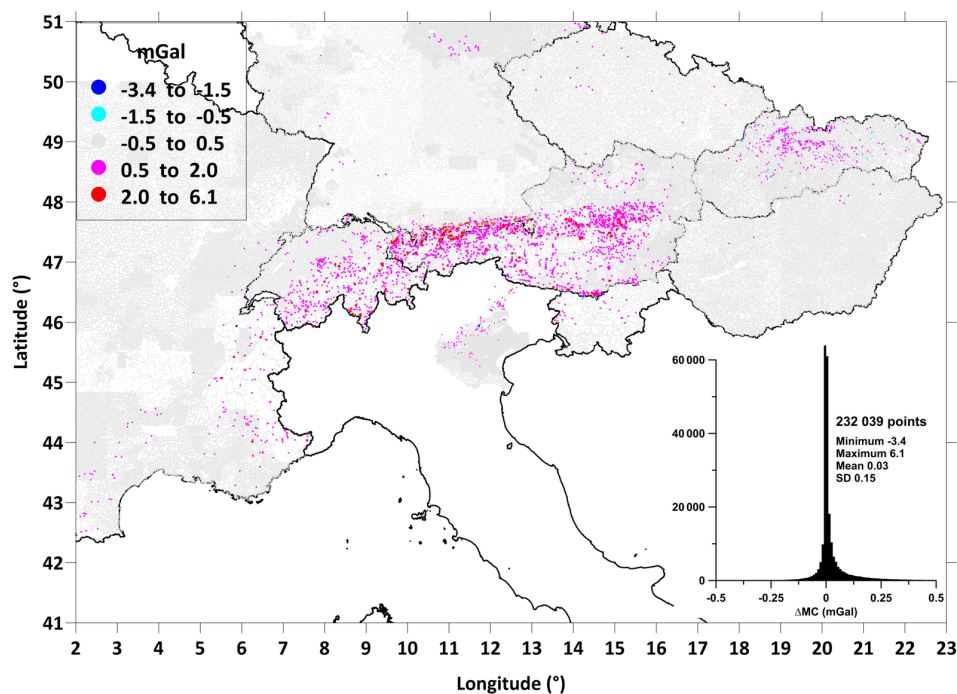 mGal
-3.4 to -1.5
-1.5 to -0.5
-0.5 to 0.5
0.5 to 2.0
2.0 to 6.1
51
50
49
48
47
46
45
44
43
42
41
Latitude (°)
2 3 4 5 6 7 8 9 10 11 12 13 14 15 16 17 18 19 20 21 22 23
Longitude (°)
60 000
40 000
20 000
0
232 039 points
Minimum -3.4
Maximum 6.1
Mean 0.03
SD 0.15
-0.5 -0.25 0 0.25 0.5
ΔMC (mGal)